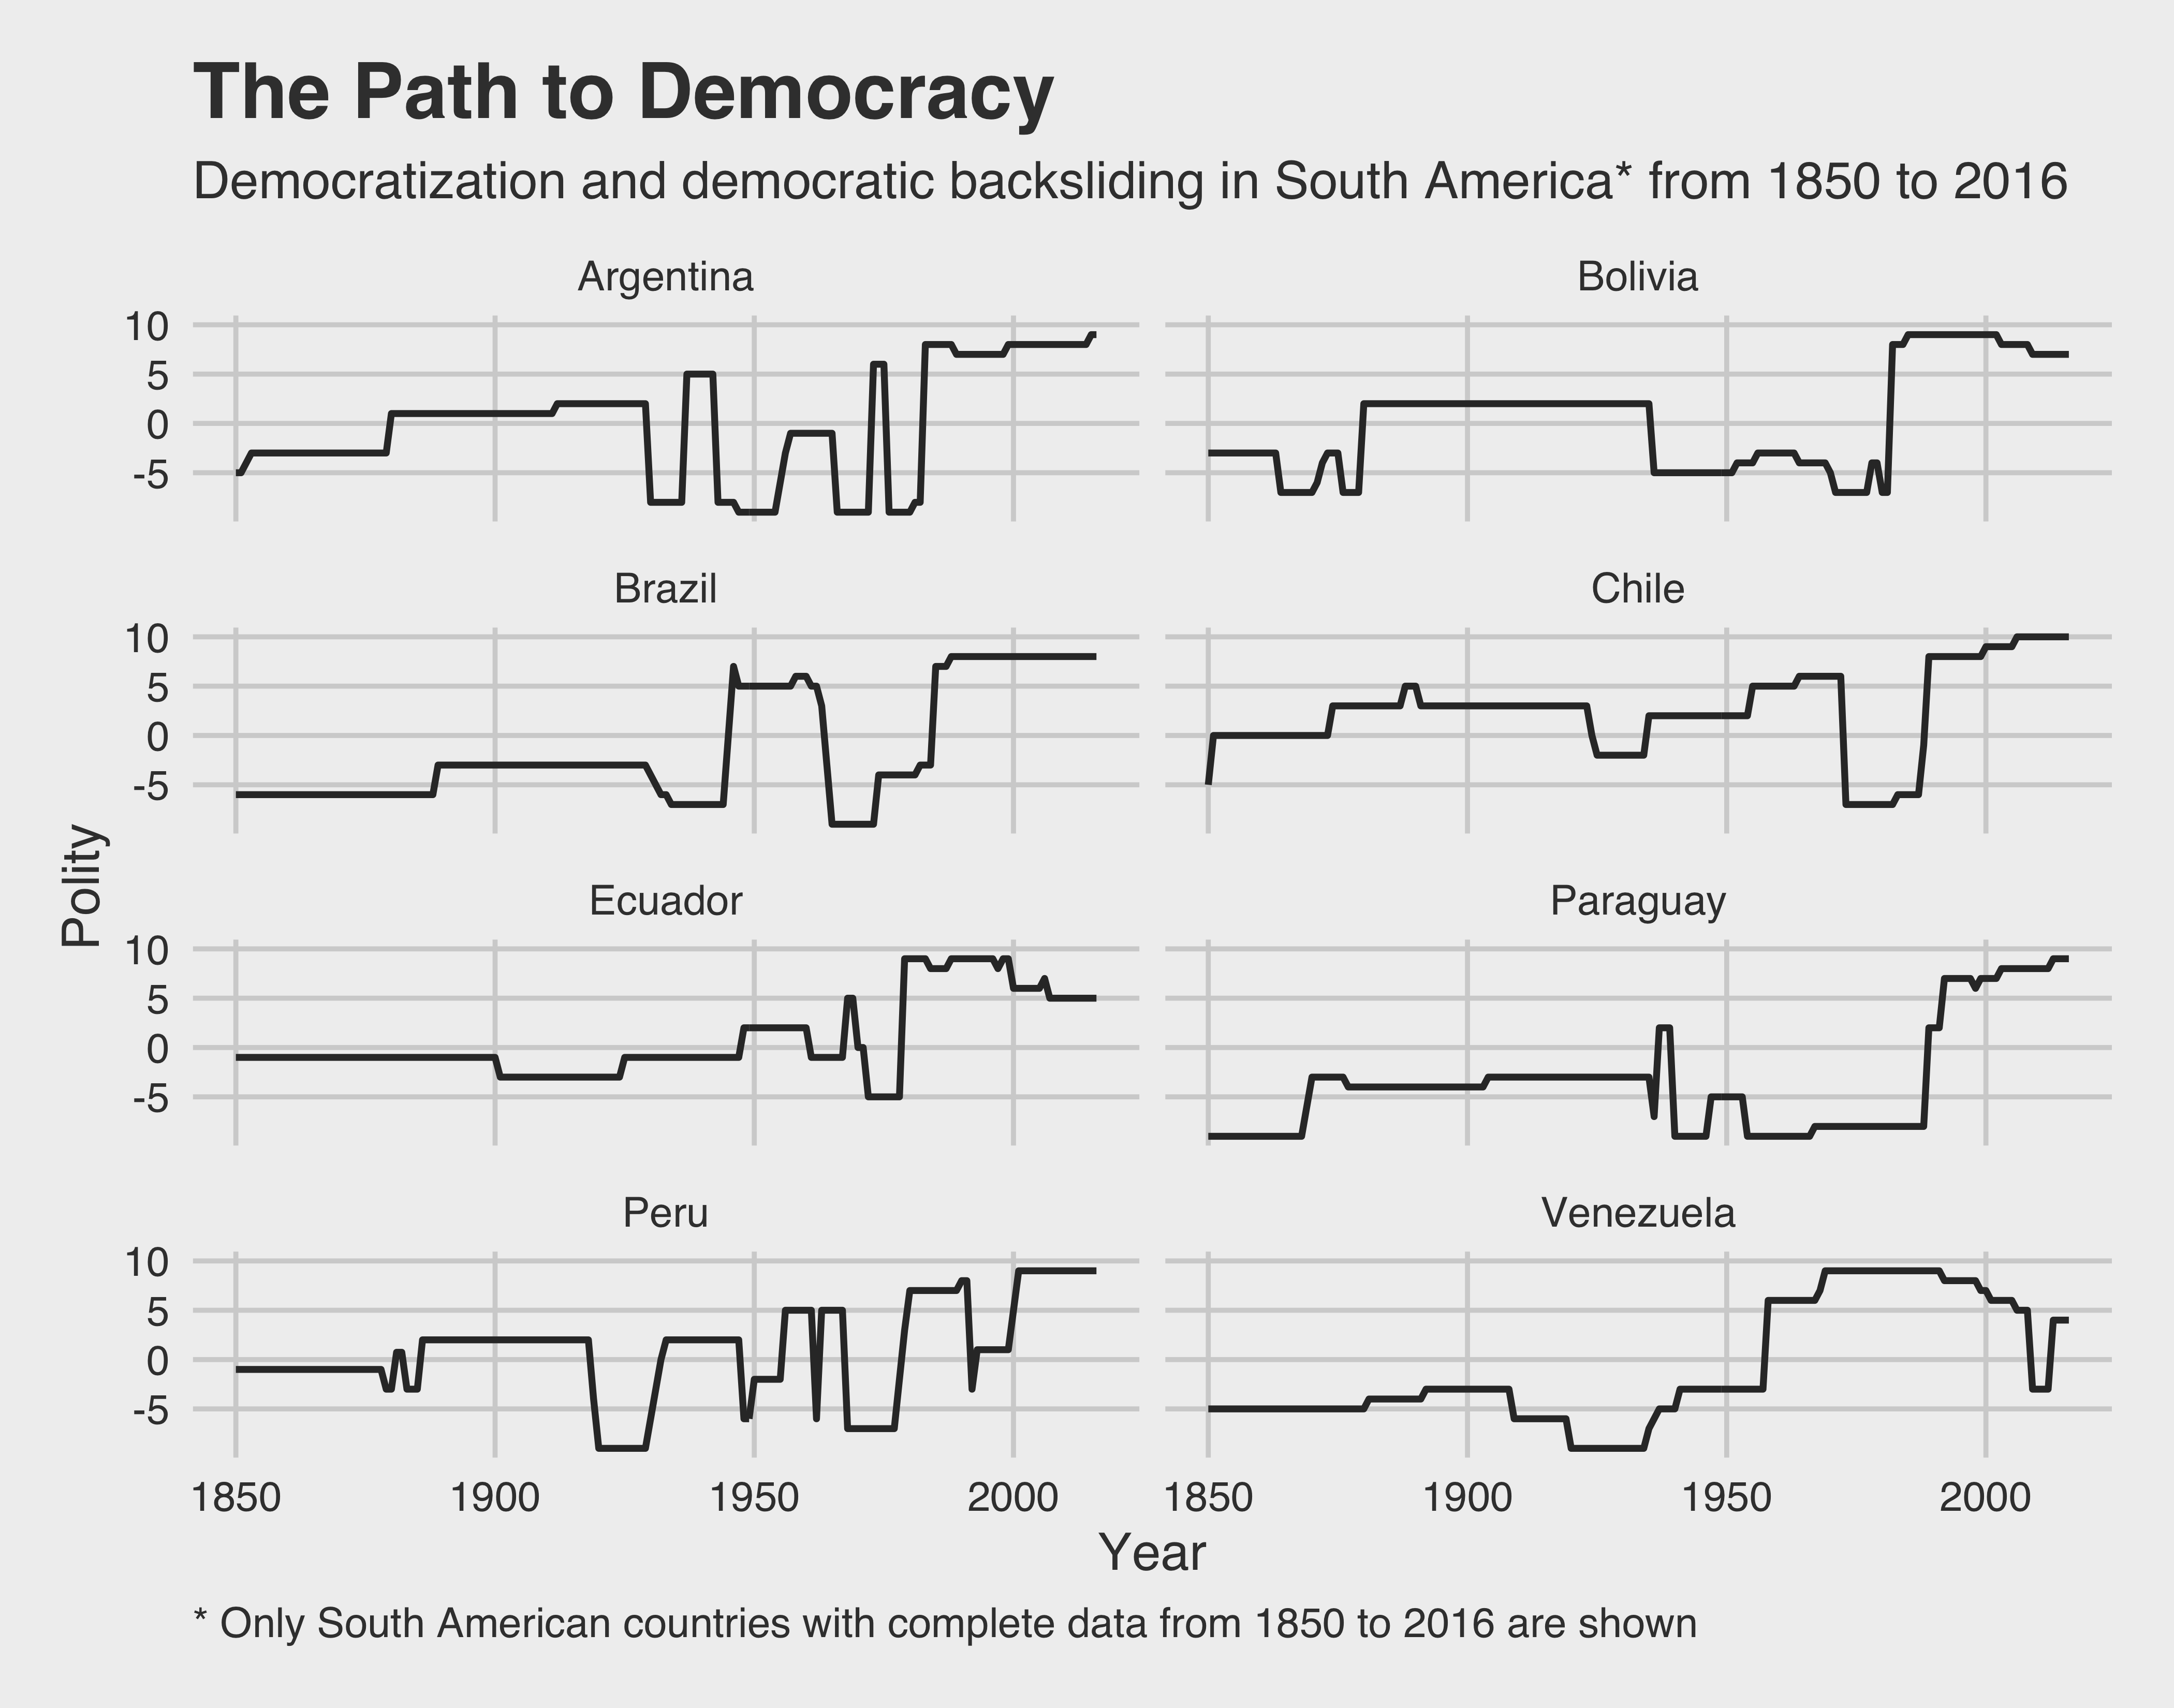 The Path to Democracy
Democratization and democratic backsliding in South America* from 1850 to 2016
Argentina
Bolivia
10
5
0
-5
Brazil
Chile
10
5
0
-5
Polity
Ecuador
Paraguay
10
5
0
-5
Peru
Venezuela
10
5
0
-5
1850 1900 1950 2000 1850 1900 1950 2000
Year
* Only South American countries with complete data from 1850 to 2016 are shown